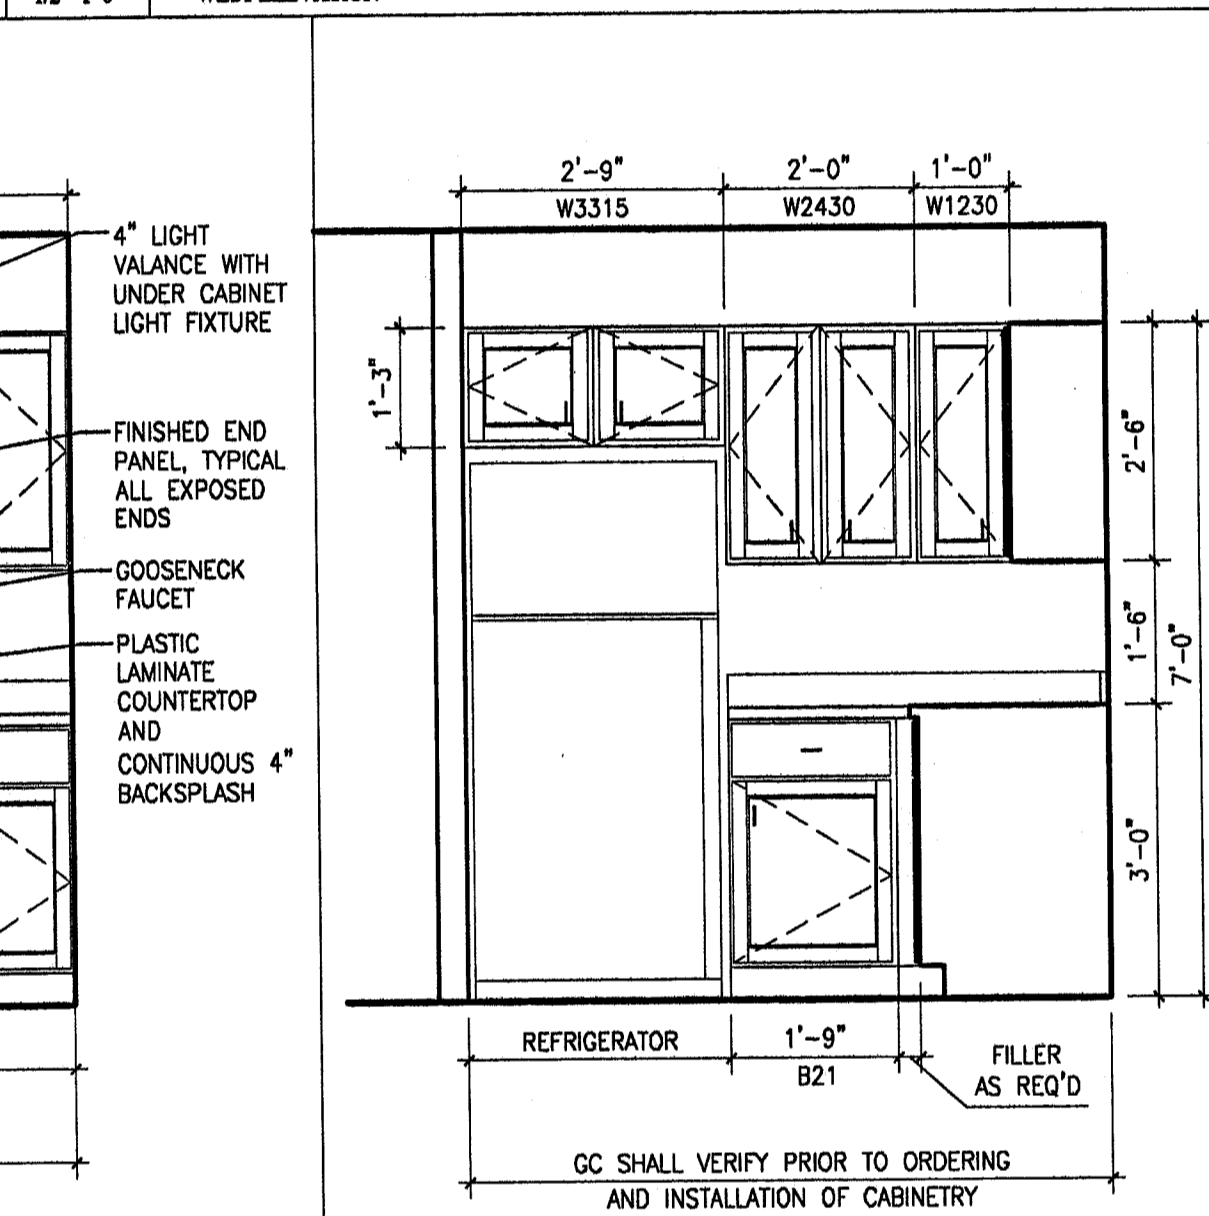 2'-9"
2'-0"
1'-0"
W3315
W2430
W1230
4" LIGHT
VALANCE WITH
UNDER CABINET
LIGHT FIXTURE
1'-3"
2'-6"
FINISHED END
PANEL, TYPICAL
ALL EXPOSED
ENDS
GOOSENECK
FAUCET
1'-6"
7'-0"
PLASTIC
LAMINATE
COUNTERTOP
AND
CONTINUOUS 4"
BACKSPLASH
3'-0"
REFRIGERATOR
1'-9"
B21
FILLER
AS REQ'D
GC SHALL VERIFY PRIOR TO ORDERING
AND INSTALLATION OF CABINETRY